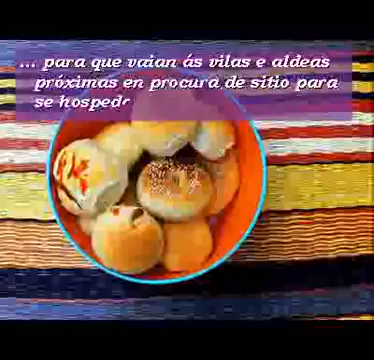 ... para que vaian ás vilas e aldeas
próximas en procura de sitio para
se hospedr